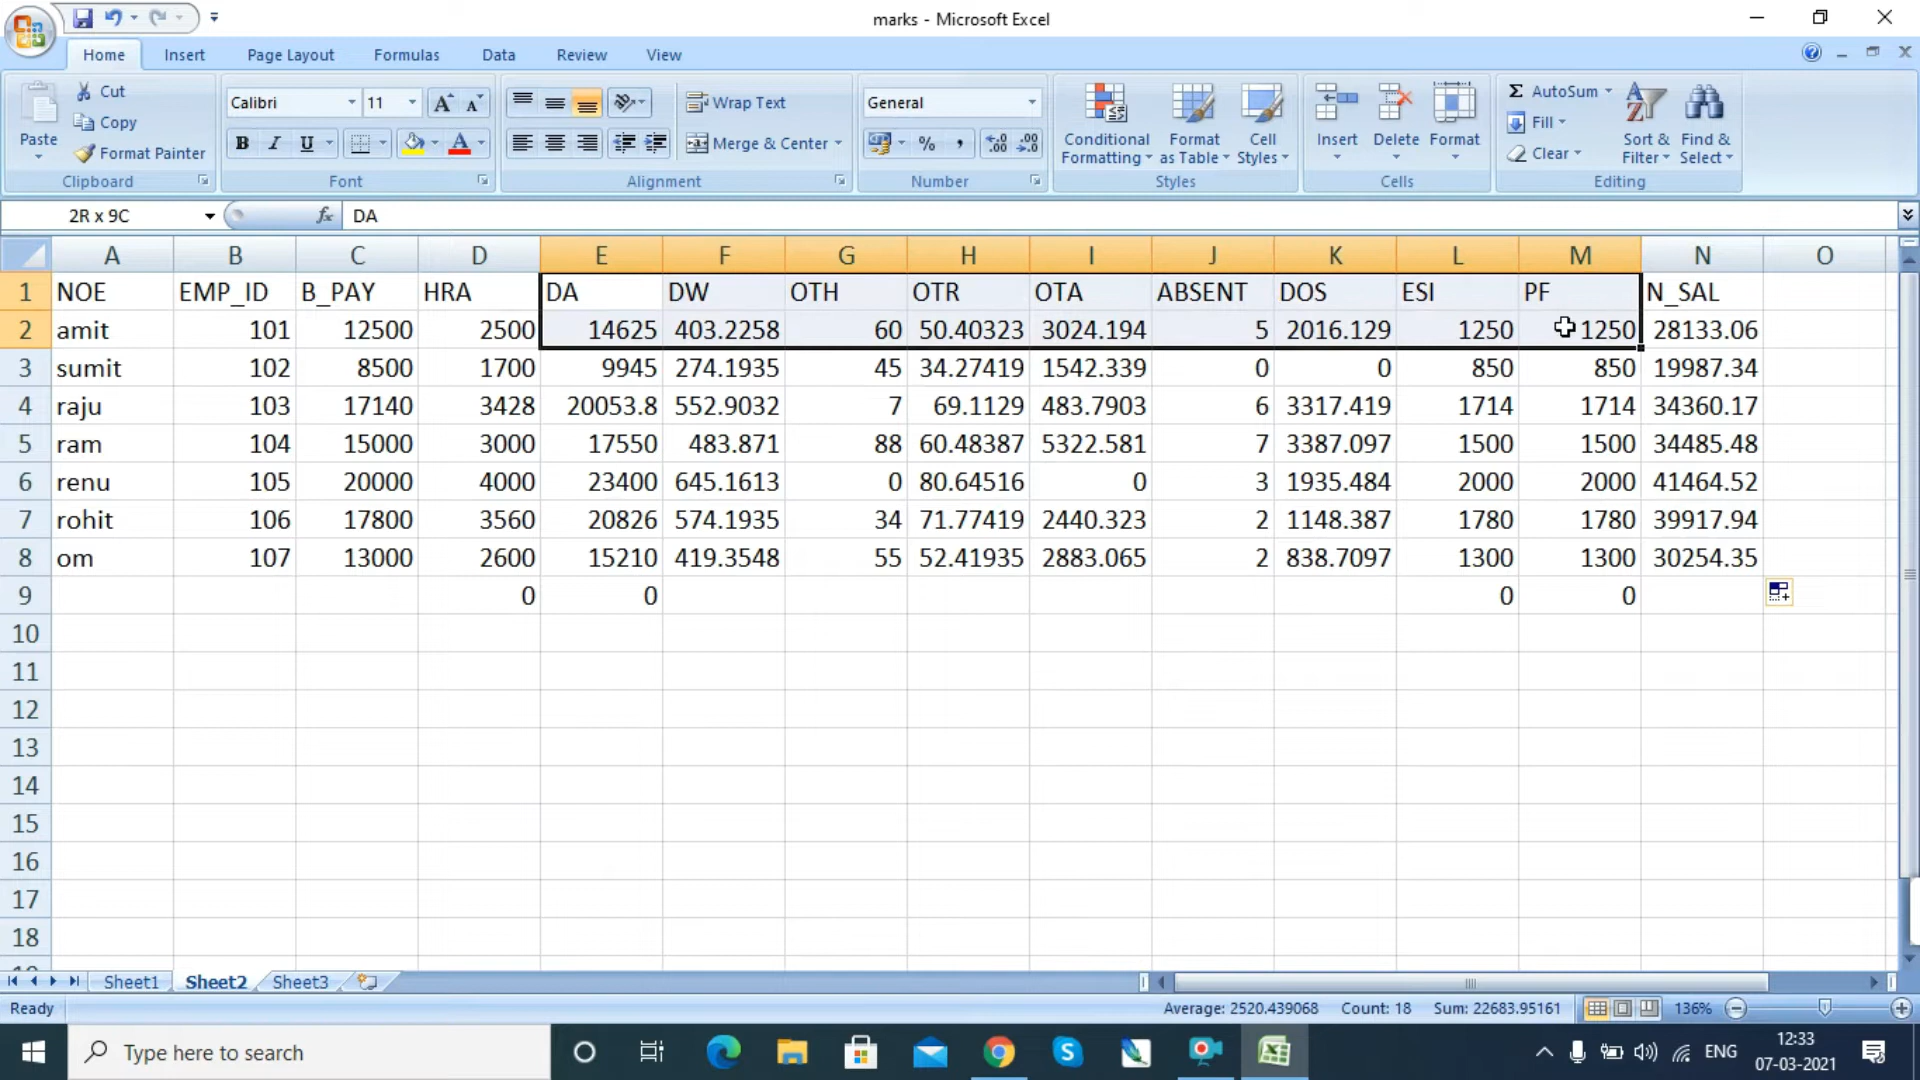 marks - Microsoft Excel
Home Insert Page Layout Formulas Data Review View
Paste
Cut
Copy
Format Painter
Clipboard
Calibri 11
B I U
Font
Wrap Text
Merge & Center
Alignment
General
%
Number
Conditional Formatting
Format as Table
Cell Styles
Styles
Insert Delete Format
Cells
AutoSum
Fill
Clear
Sort & Filter
Find & Select
Editing
2R x 9C fx DA
A B C D E F G H I J K L M N O
1 NOE EMP_ID B_PAY HRA DA DW OTH OTR OTA ABSENT DOS ESI PF N_SAL
2 amit 101 12500 2500 14625 403.2258 60 50.40323 3024.194 5 2016.129 1250 1250 28133.06
3 sumit 102 8500 1700 9945 274.1935 45 34.27419 1542.339 0 0 850 850 19987.34
4 raju 103 17140 3428 20053.8 552.9032 7 69.1129 483.7903 6 3317.419 1714 1714 34360.17
5 ram 104 15000 3000 17550 483.871 88 60.48387 5322.581 7 3387.097 1500 1500 34485.48
6 renu 105 20000 4000 23400 645.1613 0 80.64516 0 3 1935.484 2000 2000 41464.52
7 rohit 106 17800 3560 20826 574.1935 34 71.77419 2440.323 2 1148.387 1780 1780 39917.94
8 om 107 13000 2600 15210 419.3548 55 52.41935 2883.065 2 838.7097 1300 1300 30254.35
9 0 0 0 0
10
11
12
13
14
15
16
17
18
Sheet1 Sheet2 Sheet3
Ready Average: 2520.439068 Count: 18 Sum: 22683.95161 136%
Type here to search
ENG
12:33
07-03-2021